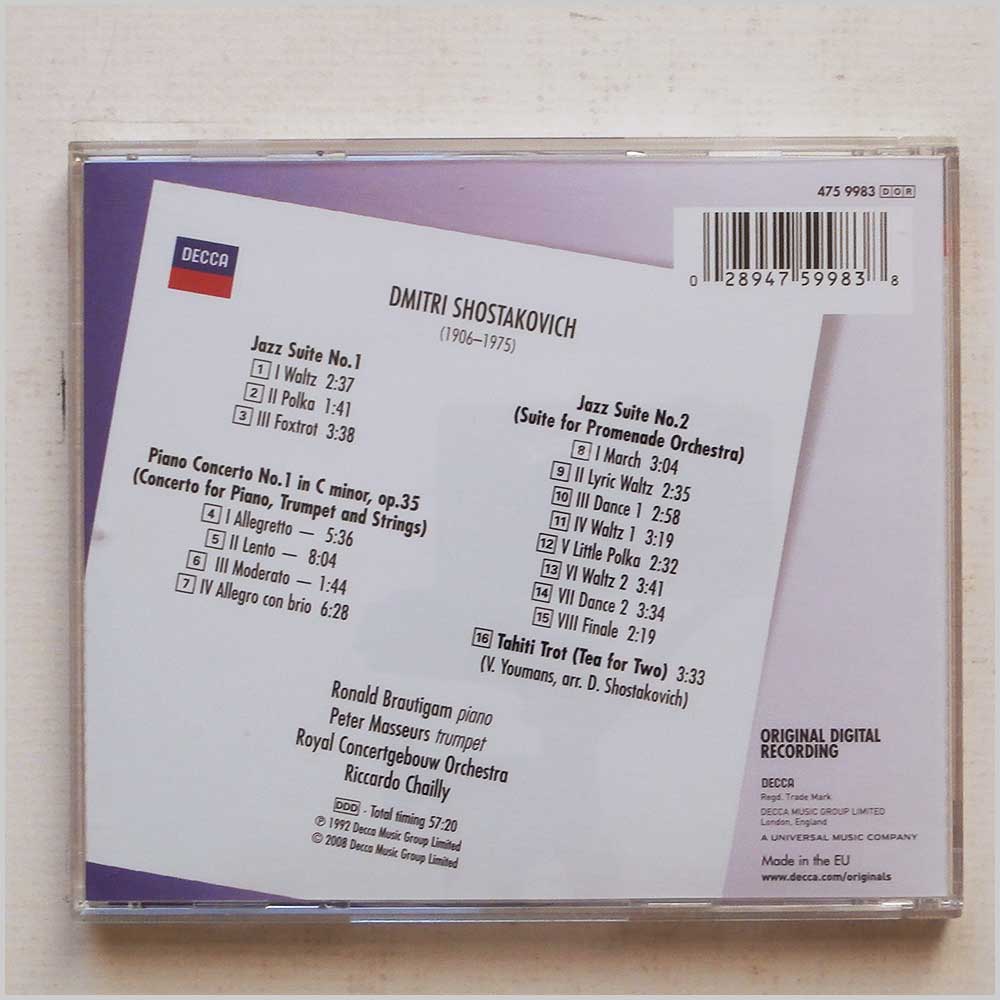 475 9983 DOR
0 28947 59983 8
DECCA
DMITRI SHOSTAKOVICH
(1906–1975)
Jazz Suite No.1
1 I Waltz 2:37
2 II Polka 1:41
3 III Foxtrot 3:38
Piano Concerto No.1 in C minor, op.35
(Concerto for Piano, Trumpet and Strings)
4 I Allegretto — 5:36
5 II Lento — 8:04
6 III Moderato — 1:44
7 IV Allegro con brio 6:28
Jazz Suite No.2
(Suite for Promenade Orchestra)
8 I March 3:04
9 II Lyric Waltz 2:35
10 III Dance 1 2:58
11 IV Waltz 1 3:19
12 V Little Polka 2:32
13 VI Waltz 2 3:41
14 VII Dance 2 3:34
15 VIII Finale 2:19
16 Tahiti Trot (Tea for Two) 3:33
(V. Youmans, arr. D. Shostakovich)
Ronald Brautigam piano
Peter Masseurs trumpet
Royal Concertgebouw Orchestra
Riccardo Chailly
DDD - Total timing 57:20
℗ 1992 Decca Music Group Limited
© 2008 Decca Music Group Limited
ORIGINAL DIGITAL
RECORDING
DECCA
Regd. Trade Mark
DECCA MUSIC GROUP LIMITED
London, England
A UNIVERSAL MUSIC COMPANY
Made in the EU
www.decca.com/originals